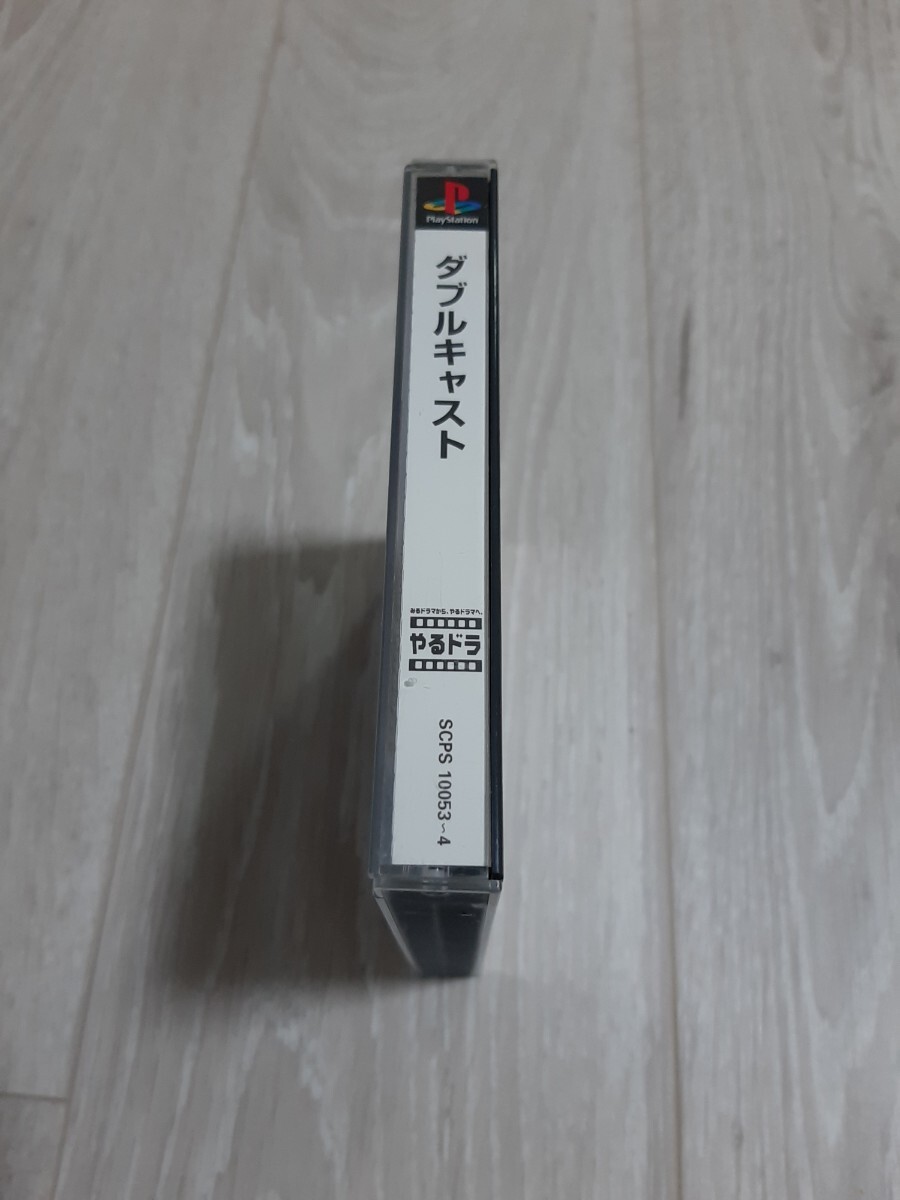 PlayStation
ダブルキャスト
みるドラマから、やるドラマへ。
やるドラ
SCPS 10053~4